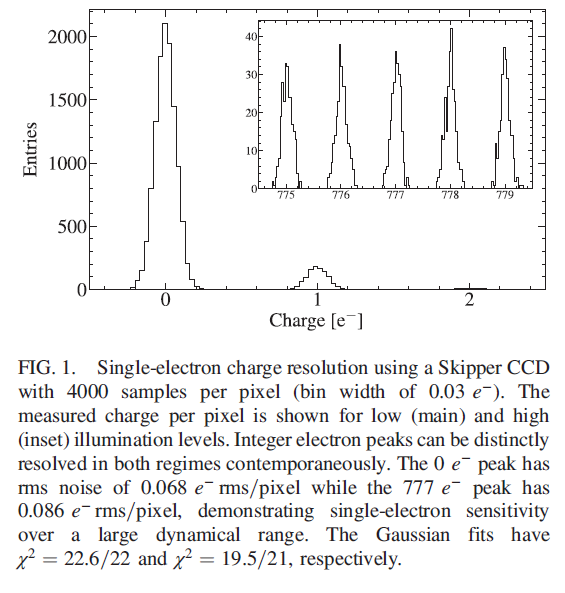 2000
1500
1000
500
0
Entries
40
30
20
10
0
775 776 777 778 779
0 1 2
Charge [e⁻]
FIG. 1. Single-electron charge resolution using a Skipper CCD
with 4000 samples per pixel (bin width of 0.03 e⁻). The
measured charge per pixel is shown for low (main) and high
(inset) illumination levels. Integer electron peaks can be distinctly
resolved in both regimes contemporaneously. The 0 e⁻ peak has
rms noise of 0.068 e⁻ rms/pixel while the 777 e⁻ peak has
0.086 e⁻ rms/pixel, demonstrating single-electron sensitivity
over a large dynamical range. The Gaussian fits have
χ² = 22.6/22 and χ² = 19.5/21, respectively.